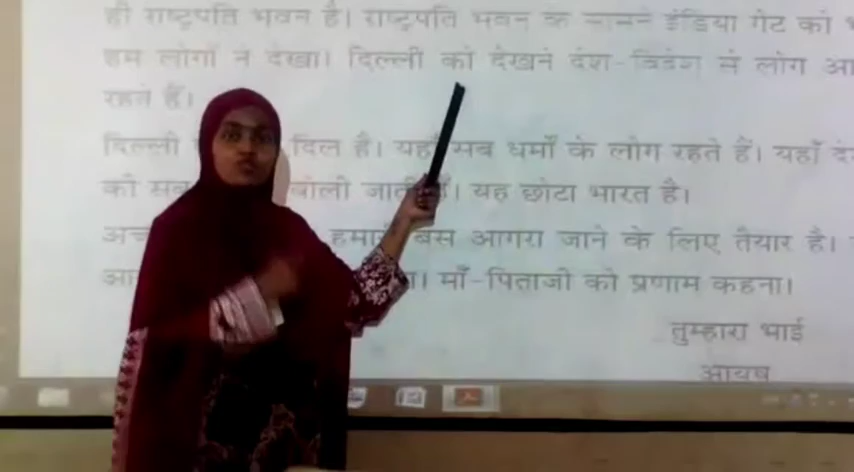 ही राष्ट्रपति भवन है। राष्ट्रपति भवन के सामने इंडिया गेट को
हम लोगों ने देखा। दिल्ली को देखने देश-विदेश से लोग आ
रहते हैं।
दिल्ली दिल है। यहाँ सब धर्मों के लोग रहते हैं। यहाँ
को सब बोली जाती हैं। यह छोटा भारत है।
हमारी बस आगरा जाने के लिए तैयार है।
माँ-पिताजी को प्रणाम कहना।
तुम्हारा भाई
आयुष